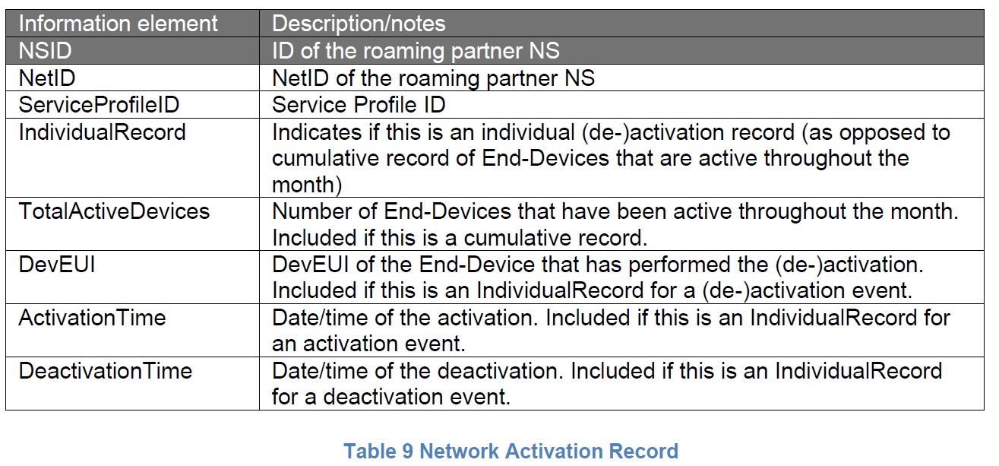 Information element Description/notes
NSID ID of the roaming partner NS
NetID NetID of the roaming partner NS
ServiceProfileID Service Profile ID
IndividualRecord Indicates if this is an individual (de-)activation record (as opposed to
cumulative record of End-Devices that are active throughout the
month)
TotalActiveDevices Number of End-Devices that have been active throughout the month.
Included if this is a cumulative record.
DevEUI DevEUI of the End-Device that has performed the (de-)activation.
Included if this is an IndividualRecord for a (de-)activation event.
ActivationTime Date/time of the activation. Included if this is an IndividualRecord for
an activation event.
DeactivationTime Date/time of the deactivation. Included if this is an IndividualRecord
for a deactivation event.
Table 9 Network Activation Record